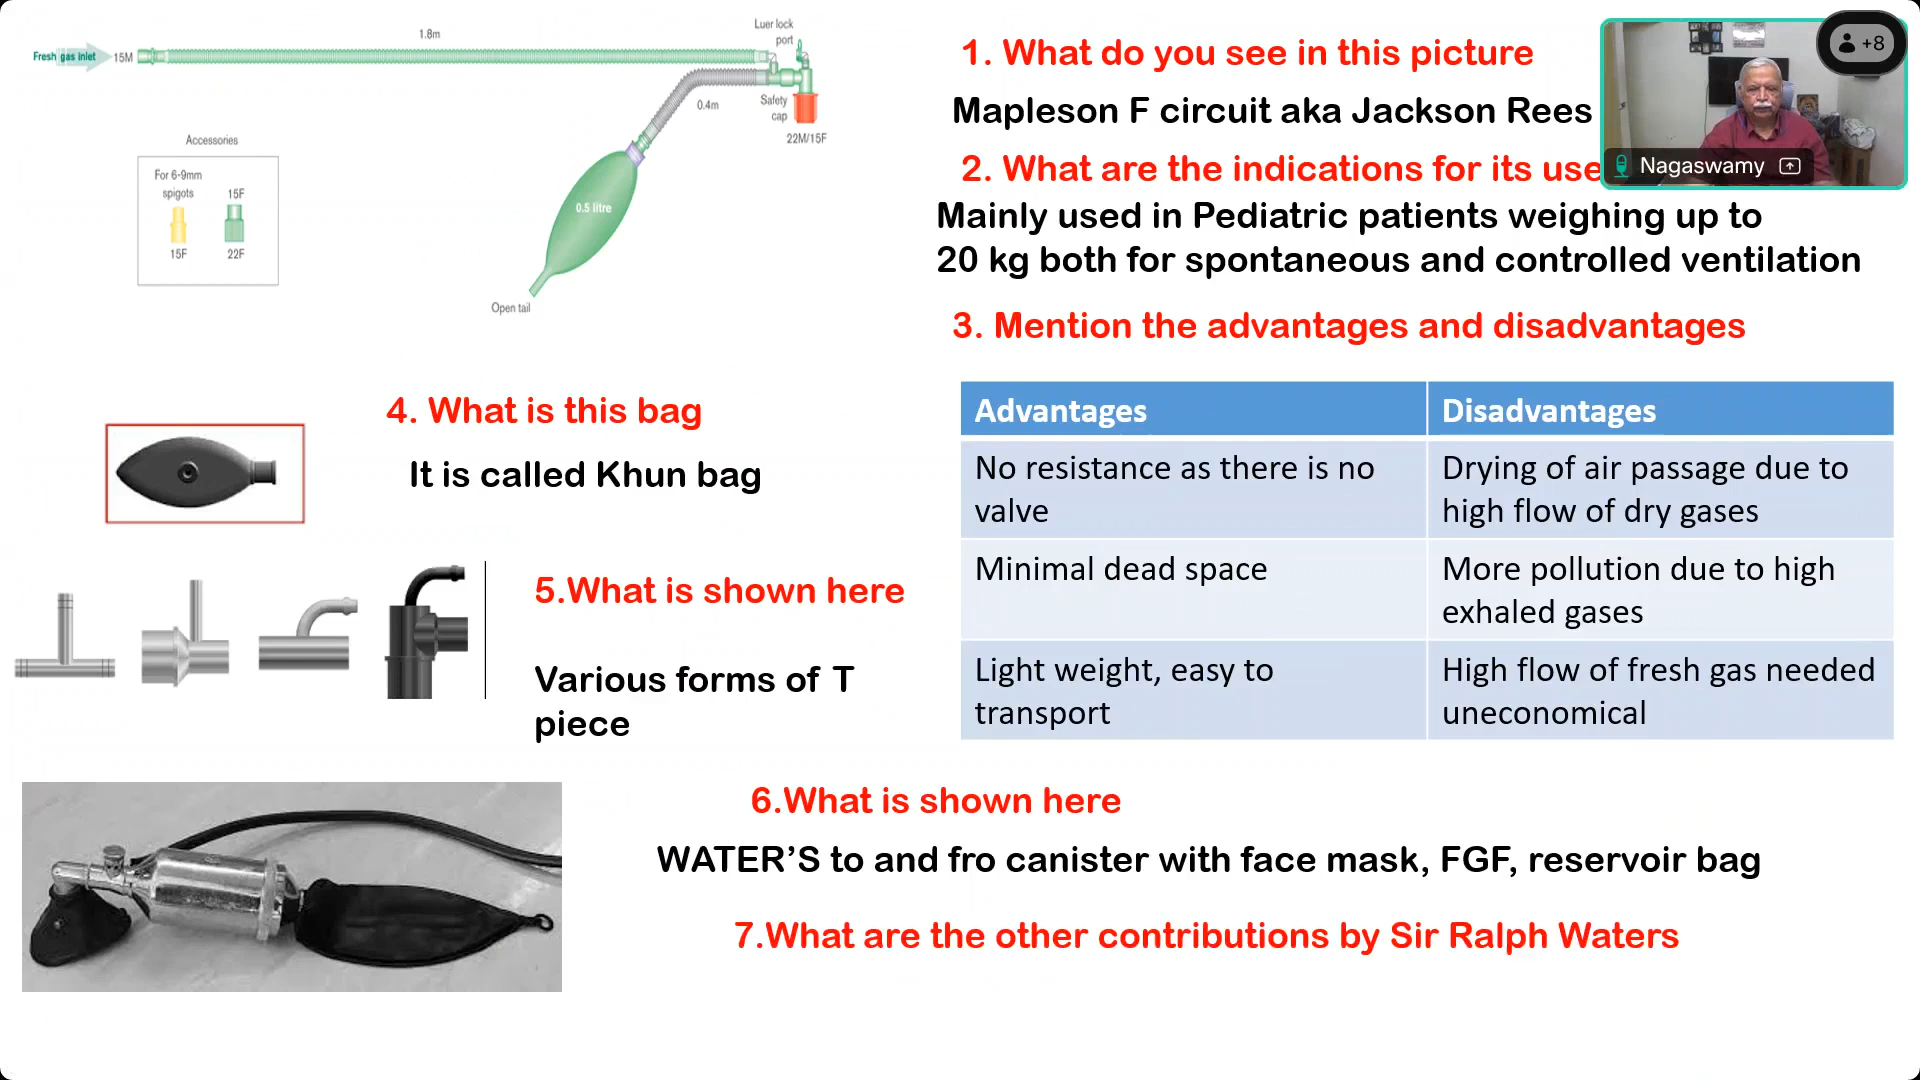 Fresh gas inlet
15M
1.8m
Luer lock
port
0.4m
Safety
cap
22M/15F
Accessories
For 6-9mm
spigots
15F
15F
22F
0.5 litre
Open tail
1. What do you see in this picture
Mapleson F circuit aka Jackson Rees
2. What are the indications for its use
Mainly used in Pediatric patients weighing up to
20 kg both for spontaneous and controlled ventilation
3. Mention the advantages and disadvantages
Advantages
Disadvantages
No resistance as there is no
valve
Drying of air passage due to
high flow of dry gases
Minimal dead space
More pollution due to high
exhaled gases
Light weight, easy to
transport
High flow of fresh gas needed
uneconomical
4. What is this bag
It is called Khun bag
5.What is shown here
Various forms of T
piece
6.What is shown here
WATER’S to and fro canister with face mask, FGF, reservoir bag
7.What are the other contributions by Sir Ralph Waters
+8
Nagaswamy